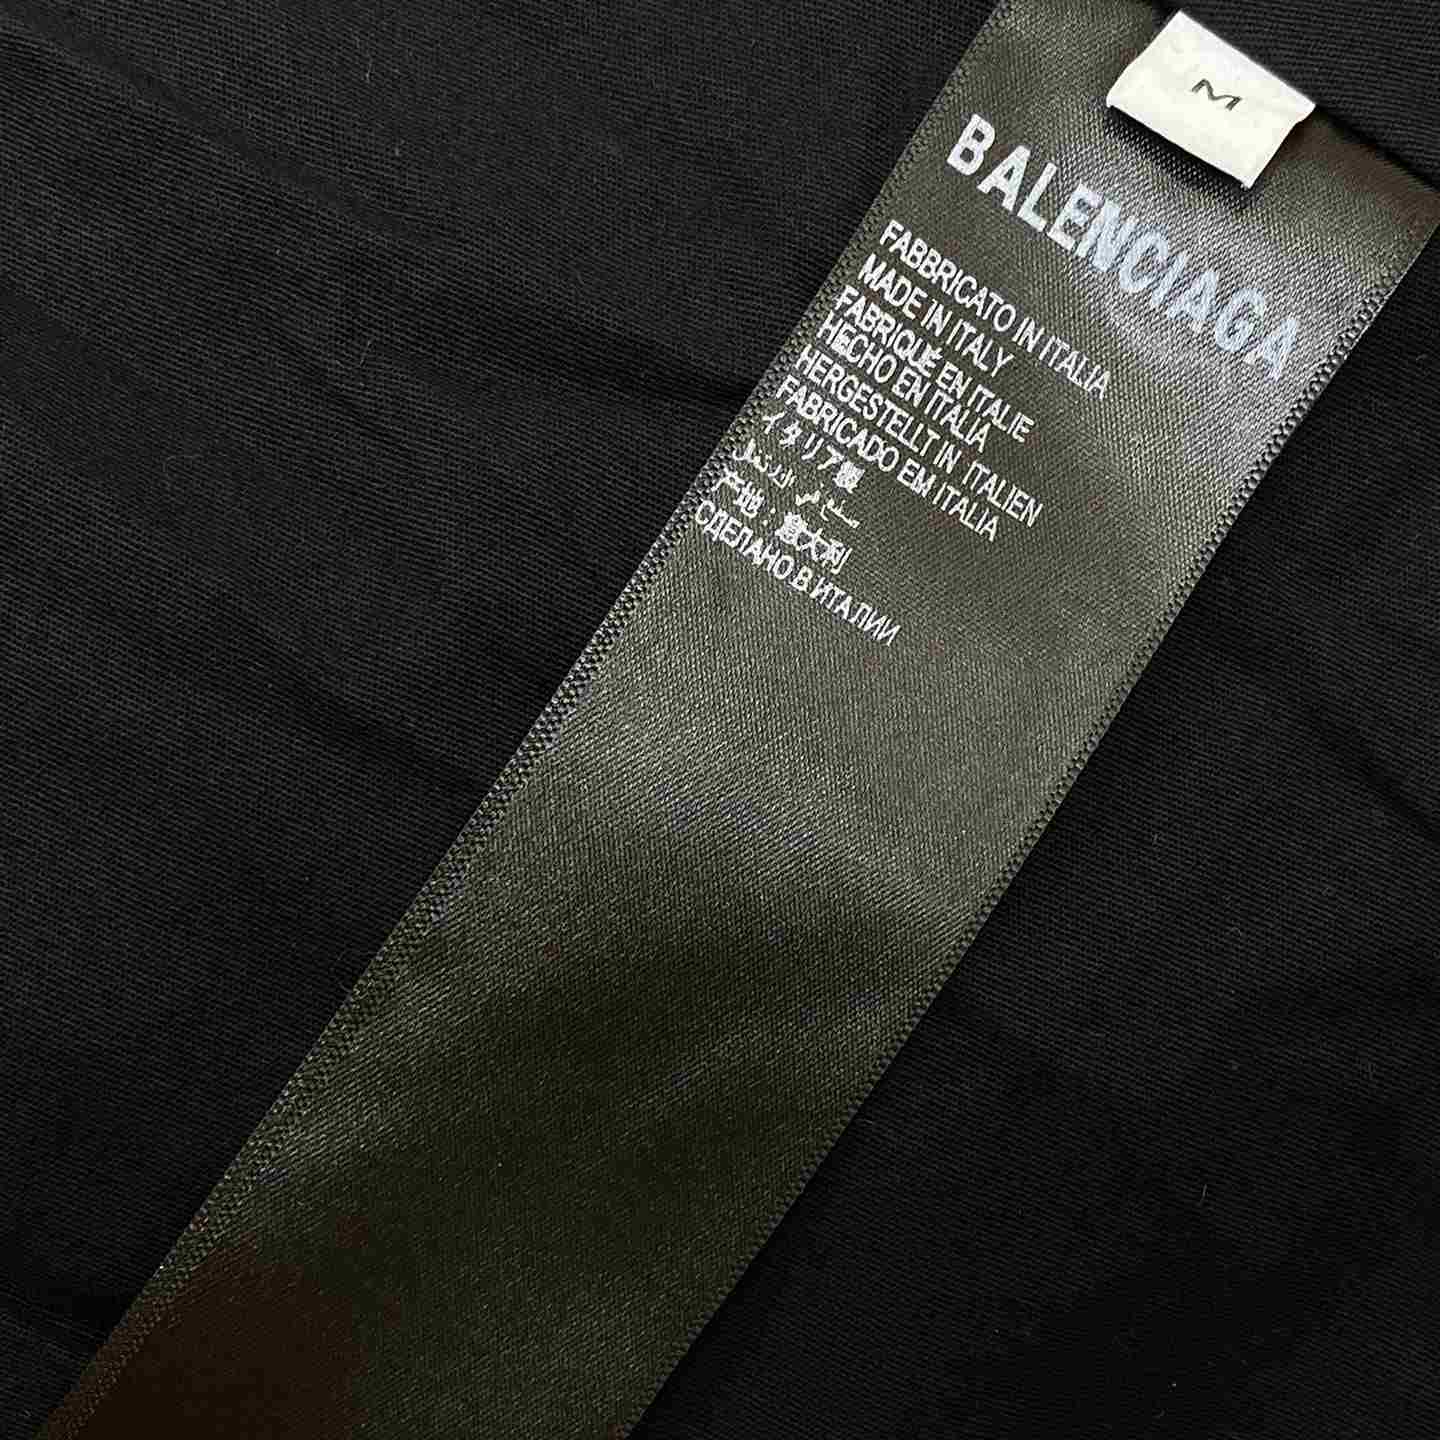 M
BALENCIAGA
FABBRICATO IN ITALIA
MADE IN ITALY
FABRIQUÉ EN ITALIE
HECHO EN ITALIA
HERGESTELLT IN ITALIEN
FABRICADO EM ITALIA
イタリア製
产地：意大利
СДЕЛАНО В ИТАЛИИ